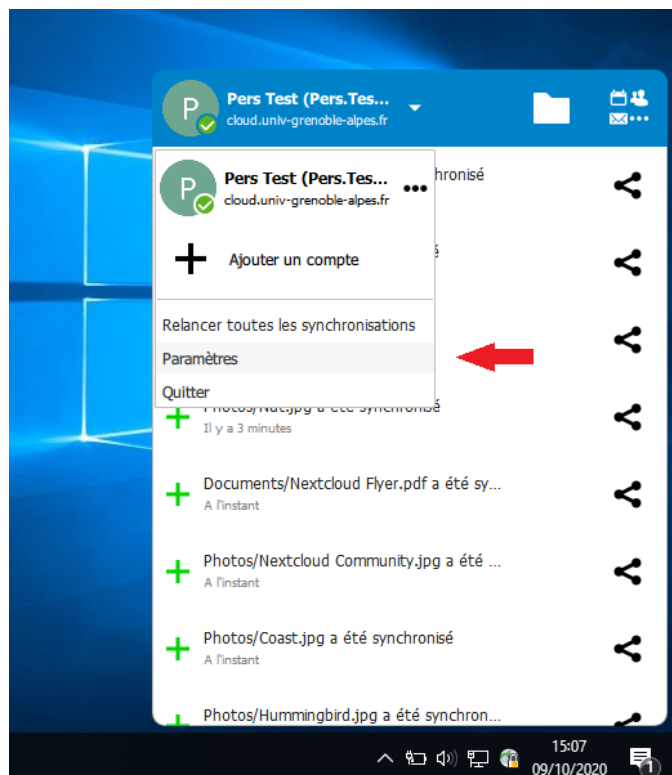 P
Pers Test (Pers.Tes...
cloud.univ-grenoble-alpes.fr
P
Pers Test (Pers.Tes...
cloud.univ-grenoble-alpes.fr
hronisé
Ajouter un compte
é
Relancer toutes les synchronisations
Paramètres
Quitter
Photos/Nut.jpg a été synchronisé
Il y a 3 minutes
Documents/Nextcloud Flyer.pdf a été sy...
A l'instant
Photos/Nextcloud Community.jpg a été ...
A l'instant
Photos/Coast.jpg a été synchronisé
A l'instant
Photos/Hummingbird.jpg a été synchron...
15:07
09/10/2020
1